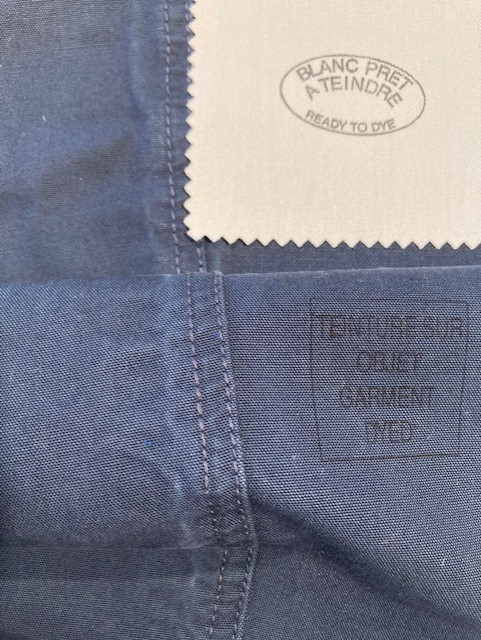 BLANC PRET
A TEINDRE
READY TO DYE
TEINTURE SUR
OBJET
GARMENT
DYED